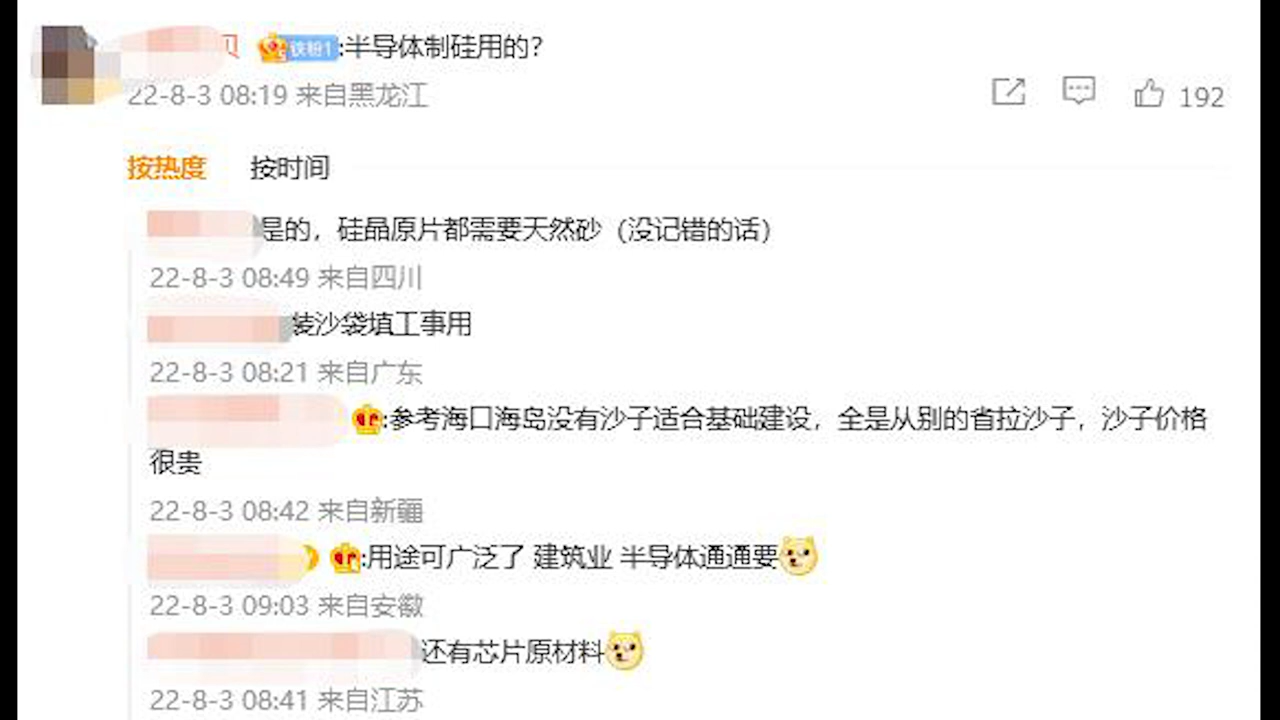 贝 铁粉1:半导体制硅用的?
22-8-3 08:19 来自黑龙江
192
按热度 按时间
是的，硅晶原片都需要天然砂（没记错的话）
22-8-3 08:49 来自四川
装沙袋填工事用
22-8-3 08:21 来自广东
:参考海口海岛没有沙子适合基础建设，全是从别的省拉沙子，沙子价格
很贵
22-8-3 08:42 来自新疆
:用途可广泛了 建筑业 半导体通通要
22-8-3 09:03 来自安徽
还有芯片原材料
22-8-3 08:41 来自江苏